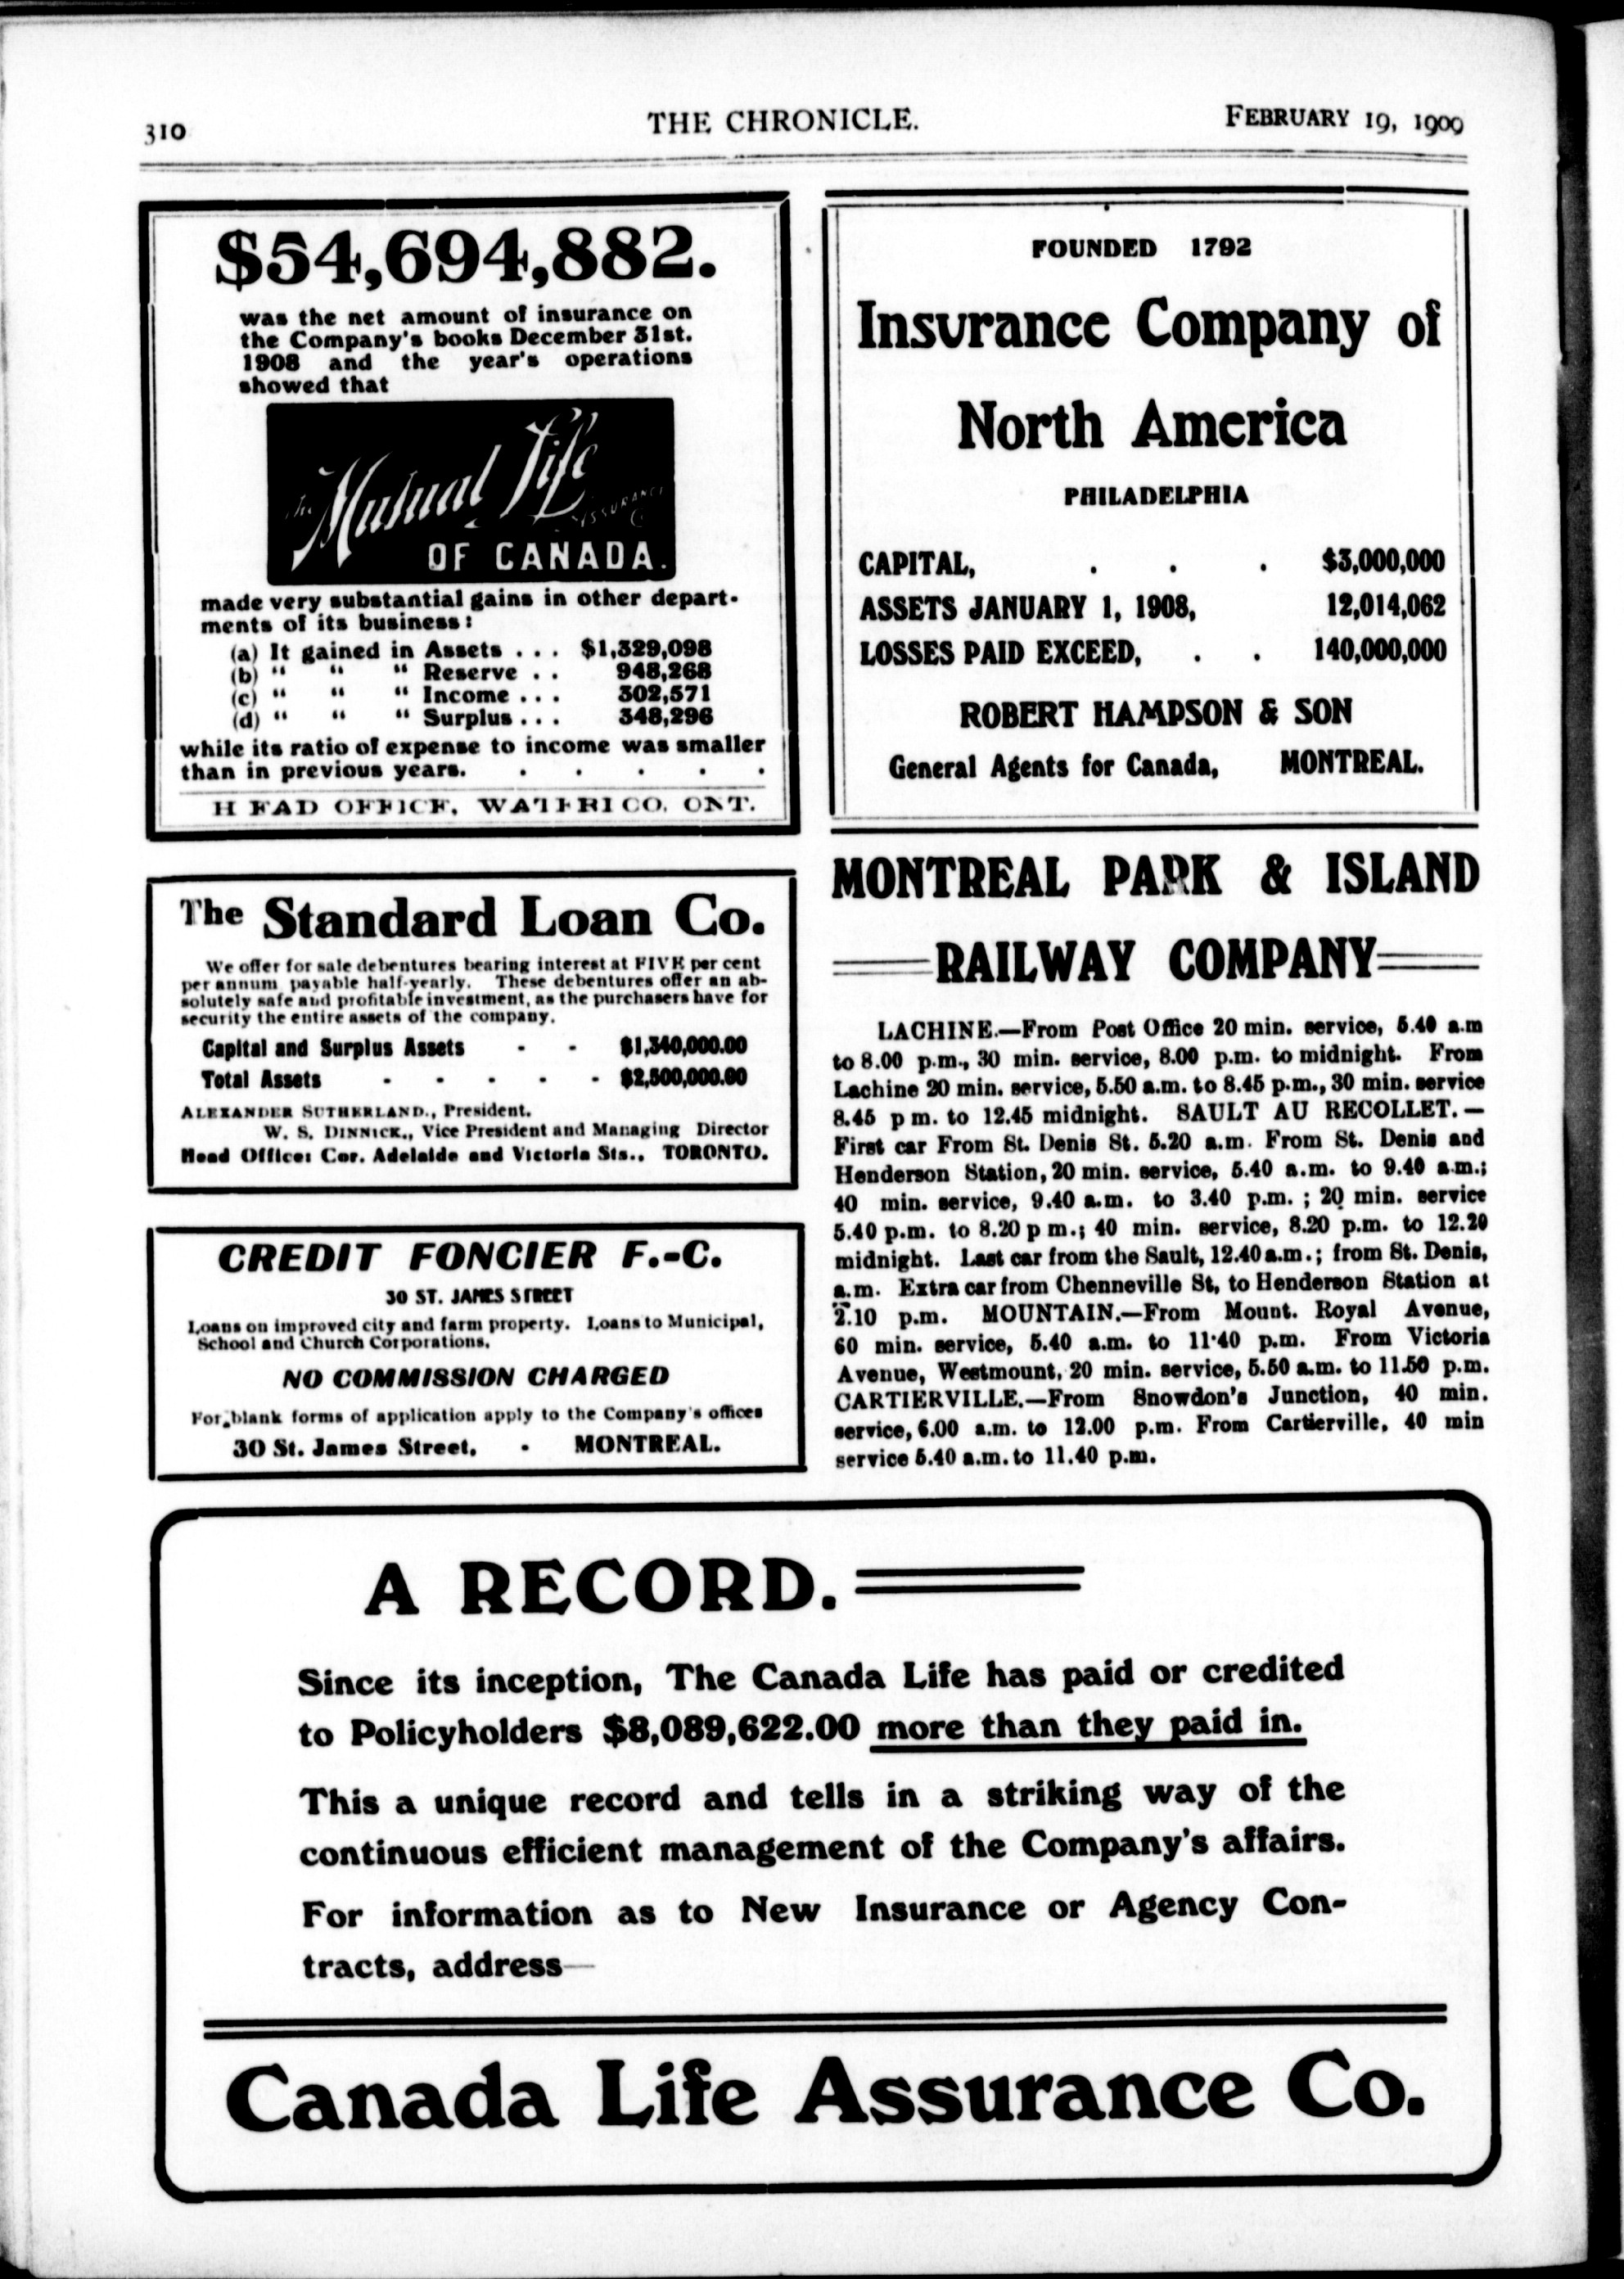 310
THE CHRONICLE.
FEBRUARY 19, 1909
$54,694,882.
was the net amount of insurance on
the Company's books December 31st.
1908 and the year's operations
showed that
The Mutual Life
ASSURANCE Co
OF CANADA.
made very substantial gains in other depart-
ments of its business:
(a) It gained in Assets . . . $1,329,098
(b) " " " Reserve . . 948,268
(c) " " " Income . . . 302,571
(d) " " " Surplus . . . 348,296
while its ratio of expense to income was smaller
than in previous years. . . . . .
HEAD OFFICE, WATERLOO, ONT.
The Standard Loan Co.
We offer for sale debentures bearing interest at FIVE per cent
per annum payable half-yearly. These debentures offer an ab-
solutely safe and profitable investment, as the purchasers have for
security the entire assets of the company.
Capital and Surplus Assets - - $1,340,000.00
Total Assets - - - - - $2,500,000.00
ALEXANDER SUTHERLAND., President.
W. S. DINNICK., Vice President and Managing Director
Head Office: Cor. Adelaide and Victoria Sts., TORONTO.
CREDIT FONCIER F.-C.
30 ST. JAMES STREET
Loans on improved city and farm property. Loans to Municipal,
School and Church Corporations.
NO COMMISSION CHARGED
For blank forms of application apply to the Company's offices
30 St. James Street, - MONTREAL.
FOUNDED 1792
Insurance Company of
North America
PHILADELPHIA
CAPITAL, . . . $3,000,000
ASSETS JANUARY 1, 1908, 12,014,062
LOSSES PAID EXCEED, . . 140,000,000
ROBERT HAMPSON & SON
General Agents for Canada, MONTREAL.
MONTREAL PARK & ISLAND
RAILWAY COMPANY
LACHINE.—From Post Office 20 min. service, 5.40 a.m
to 8.00 p.m., 30 min. service, 8.00 p.m. to midnight. From
Lachine 20 min. service, 5.50 a.m. to 8.45 p.m., 30 min. service
8.45 p m. to 12.45 midnight. SAULT AU RECOLLET.—
First car From St. Denis St. 5.20 a.m. From St. Denis and
Henderson Station, 20 min. service, 5.40 a.m. to 9.40 a.m.;
40 min. service, 9.40 a.m. to 3.40 p.m. ; 20 min. service
5.40 p.m. to 8.20 p m.; 40 min. service, 8.20 p.m. to 12.20
midnight. Last car from the Sault, 12.40 a.m.; from St. Denis,
a.m. Extra car from Chenneville St, to Henderson Station at
2.10 p.m. MOUNTAIN.—From Mount. Royal Avenue,
60 min. service, 5.40 a.m. to 11·40 p.m. From Victoria
Avenue, Westmount, 20 min. service, 5.50 a.m. to 11.50 p.m.
CARTIERVILLE.—From Snowdon's Junction, 40 min.
service, 6.00 a.m. to 12.00 p.m. From Cartierville, 40 min
service 5.40 a.m. to 11.40 p.m.
A RECORD.
Since its inception, The Canada Life has paid or credited
to Policyholders $8,089,622.00 more than they paid in.
This a unique record and tells in a striking way of the
continuous efficient management of the Company's affairs.
For information as to New Insurance or Agency Con-
tracts, address—
Canada Life Assurance Co.